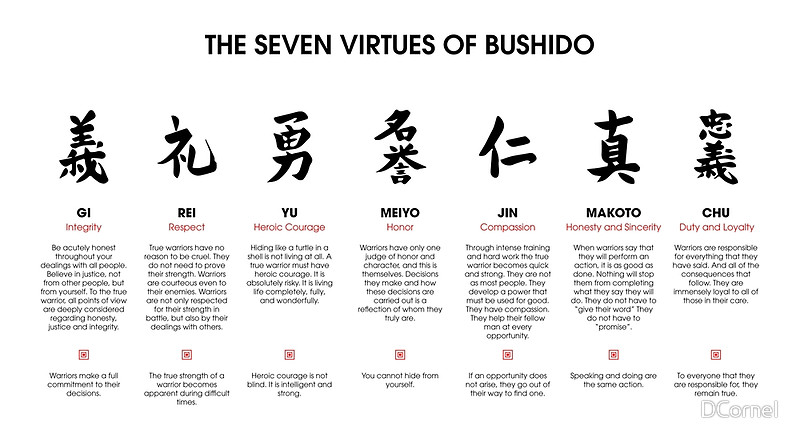 THE SEVEN VIRTUES OF BUSHIDO
義
GI
Integrity
Be acutely honest
throughout your
dealings with all people.
Believe in justice, not
from other people, but
from yourself. To the true
warrior, all points of view
are deeply considered
regarding honesty,
justice and integrity.
Warriors make a full
commitment to their
decisions.
礼
REI
Respect
True warriors have no
reason to be cruel. They
do not need to prove
their strength. Warriors
are courteous even to
their enemies. Warriors
are not only respected
for their strength in
battle, but also by their
dealings with others.
The true strength of a
warrior becomes
apparent during difficult
times.
勇
YU
Heroic Courage
Hiding like a turtle in a
shell is not living at all. A
true warrior must have
heroic courage. It is
absolutely risky. It is living
life completely, fully,
and wonderfully.
Heroic courage is not
blind. It is intelligent and
strong.
名
誉
MEIYO
Honor
Warriors have only one
judge of honor and
character, and this is
themselves. Decisions
they make and how
these decisions are
carried out is a
reflection of whom they
truly are.
You cannot hide from
yourself.
仁
JIN
Compassion
Through intense training
and hard work the true
warrior becomes quick
and strong. They are not
as most people. They
develop a power that
must be used for good.
They have compassion.
They help their fellow
man at every
opportunity.
If an opportunity does
not arise, they go out of
their way to find one.
真
MAKOTO
Honesty and Sincerity
When warriors say that
they will perform an
action, it is as good as
done. Nothing will stop
them from completing
what they say they will
do. They do not have to
“give their word” They
do not have to
“promise”.
Speaking and doing are
the same action.
忠
義
CHU
Duty and Loyalty
Warriors are responsible
for everything that they
have said. And all of the
consequences that
follow. They are
immensely loyal to all of
those in their care.
To everyone that they
are responsible for, they
remain true.
DCornel